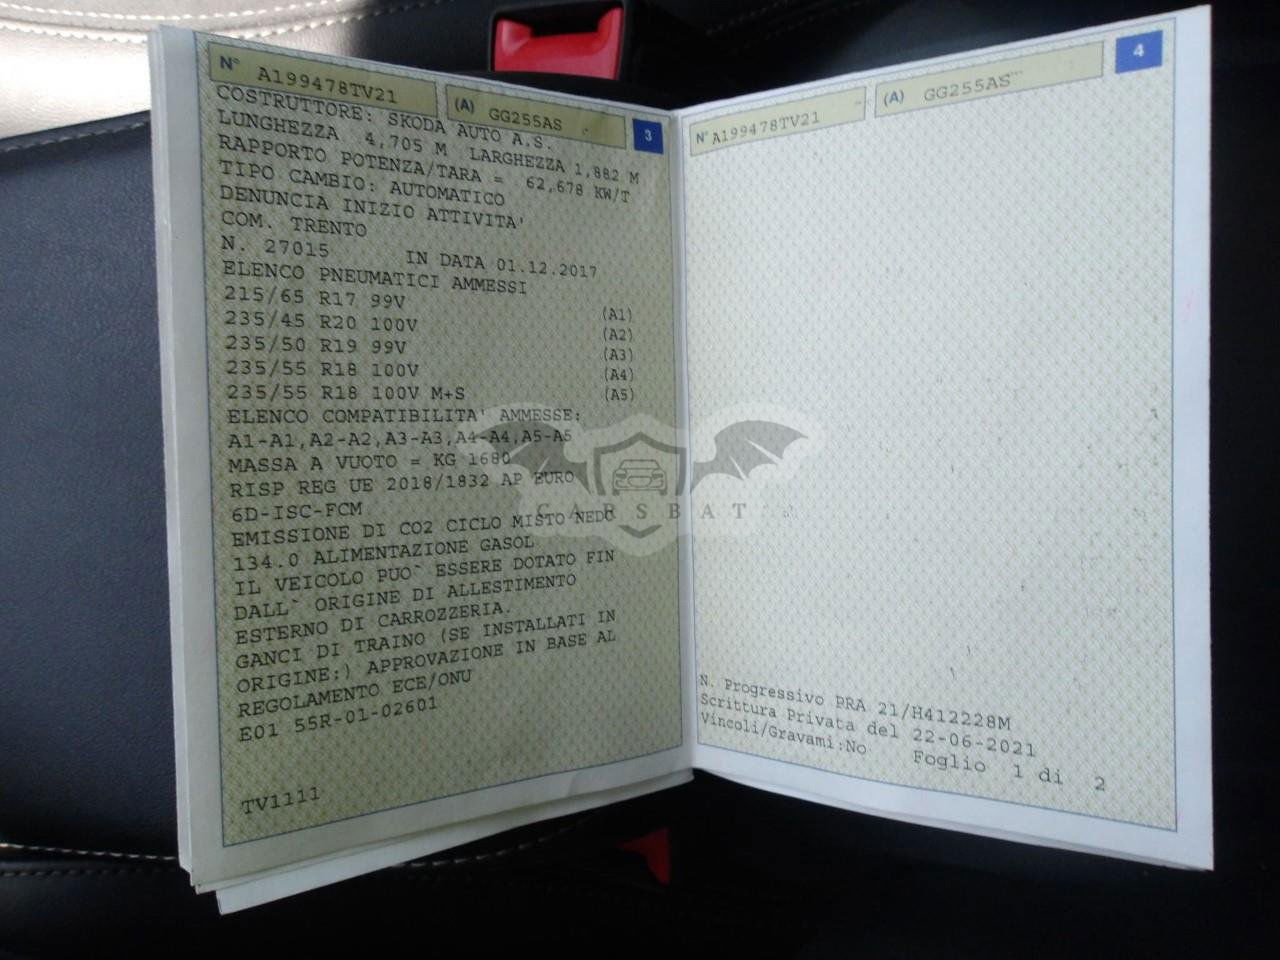 N° A199478TV21 (A) GG255AS 3
COSTRUTTORE: SKODA AUTO A.S.
LUNGHEZZA 4,705 M LARGHEZZA 1,882 M
RAPPORTO POTENZA/TARA = 62,678 KW/T
TIPO CAMBIO: AUTOMATICO
DENUNCIA INIZIO ATTIVITA'
COM. TRENTO
N. 27015 IN DATA 01.12.2017
ELENCO PNEUMATICI AMMESSI
215/65 R17 99V (A1)
235/45 R20 100V (A2)
235/50 R19 99V (A3)
235/55 R18 100V (A4)
235/55 R18 100V M+S (A5)
ELENCO COMPATIBILITA' AMMESSE:
A1-A1,A2-A2,A3-A3,A4-A4,A5-A5
MASSA A VUOTO = KG 1680
RISP REG UE 2018/1832 AP EURO
6D-ISC-FCM
EMISSIONE DI CO2 CICLO MISTO NEDC
134.0 ALIMENTAZIONE GASOL
IL VEICOLO PUO` ESSERE DOTATO FIN
DALL` ORIGINE DI ALLESTIMENTO
ESTERNO DI CARROZZERIA.
GANCI DI TRAINO (SE INSTALLATI IN
ORIGINE:) APPROVAZIONE IN BASE AL
REGOLAMENTO ECE/ONU
E01 55R-01-02601
TV1111
N° A199478TV21 (A) GG255AS 4
N. Progressivo PRA 21/H412228M
Scrittura Privata del 22-06-2021
Vincoli/Gravami:No Foglio 1 di 2
CARSBAT